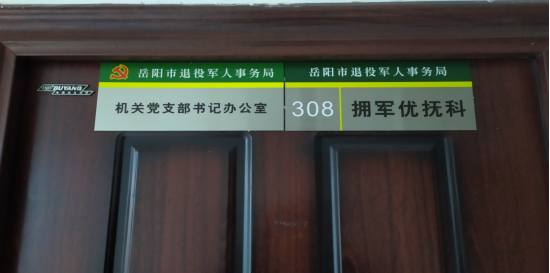 岳阳市退役军人事务局
机关党支部书记办公室
岳阳市退役军人事务局
308 拥军优抚科
BUYANG